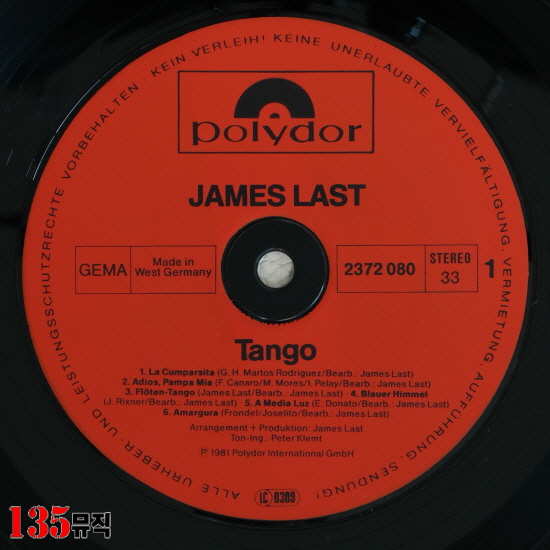 ALLE URHEBER- UND LEISTUNGSSCHUTZRECHTE VORBEHALTEN KEIN VERLEIH! KEINE UNERLAUBTE VERVIELFÄLTIGUNG, VERMIETUNG, AUFFÜHRUNG, SENDUNG!
polydor
JAMES LAST
GEMA
Made in
West Germany
2372 080
STEREO
33
1
Tango
1. La Cumparsita (G. H. Martos Rodriguez/Bearb.: James Last)
2. Adios, Pampa Mia (F. Canaro/M. Mores/I. Pelay/Bearb.: James Last)
3. Flöten-Tango (James Last/Bearb.: James Last) 4. Blauer Himmel
(J. Rixner/Bearb.: James Last) 5. A Media Luz (E. Donato/Bearb.: James Last)
6. Amargura (Frondel/Joselito/Bearb.: James Last)
Arrangement + Produktion: James Last
Ton-Ing.: Peter Klemt
Ⓟ 1981 Polydor International GmbH
LC 0309
135뮤직